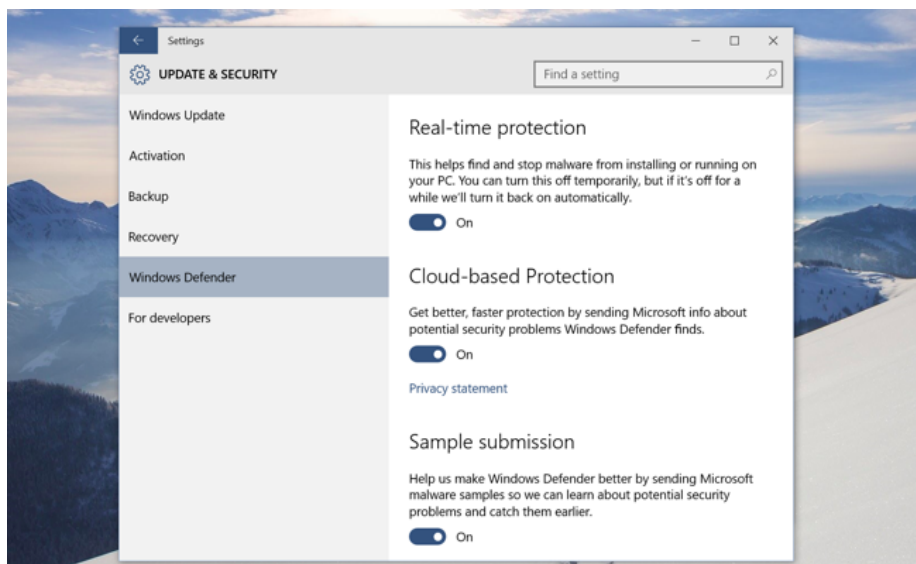 Settings
UPDATE & SECURITY
Find a setting
Windows Update
Activation
Backup
Recovery
Windows Defender
For developers
Real-time protection
This helps find and stop malware from installing or running on
your PC. You can turn this off temporarily, but if it's off for a
while we'll turn it back on automatically.
On
Cloud-based Protection
Get better, faster protection by sending Microsoft info about
potential security problems Windows Defender finds.
On
Privacy statement
Sample submission
Help us make Windows Defender better by sending Microsoft
malware samples so we can learn about potential security
problems and catch them earlier.
On